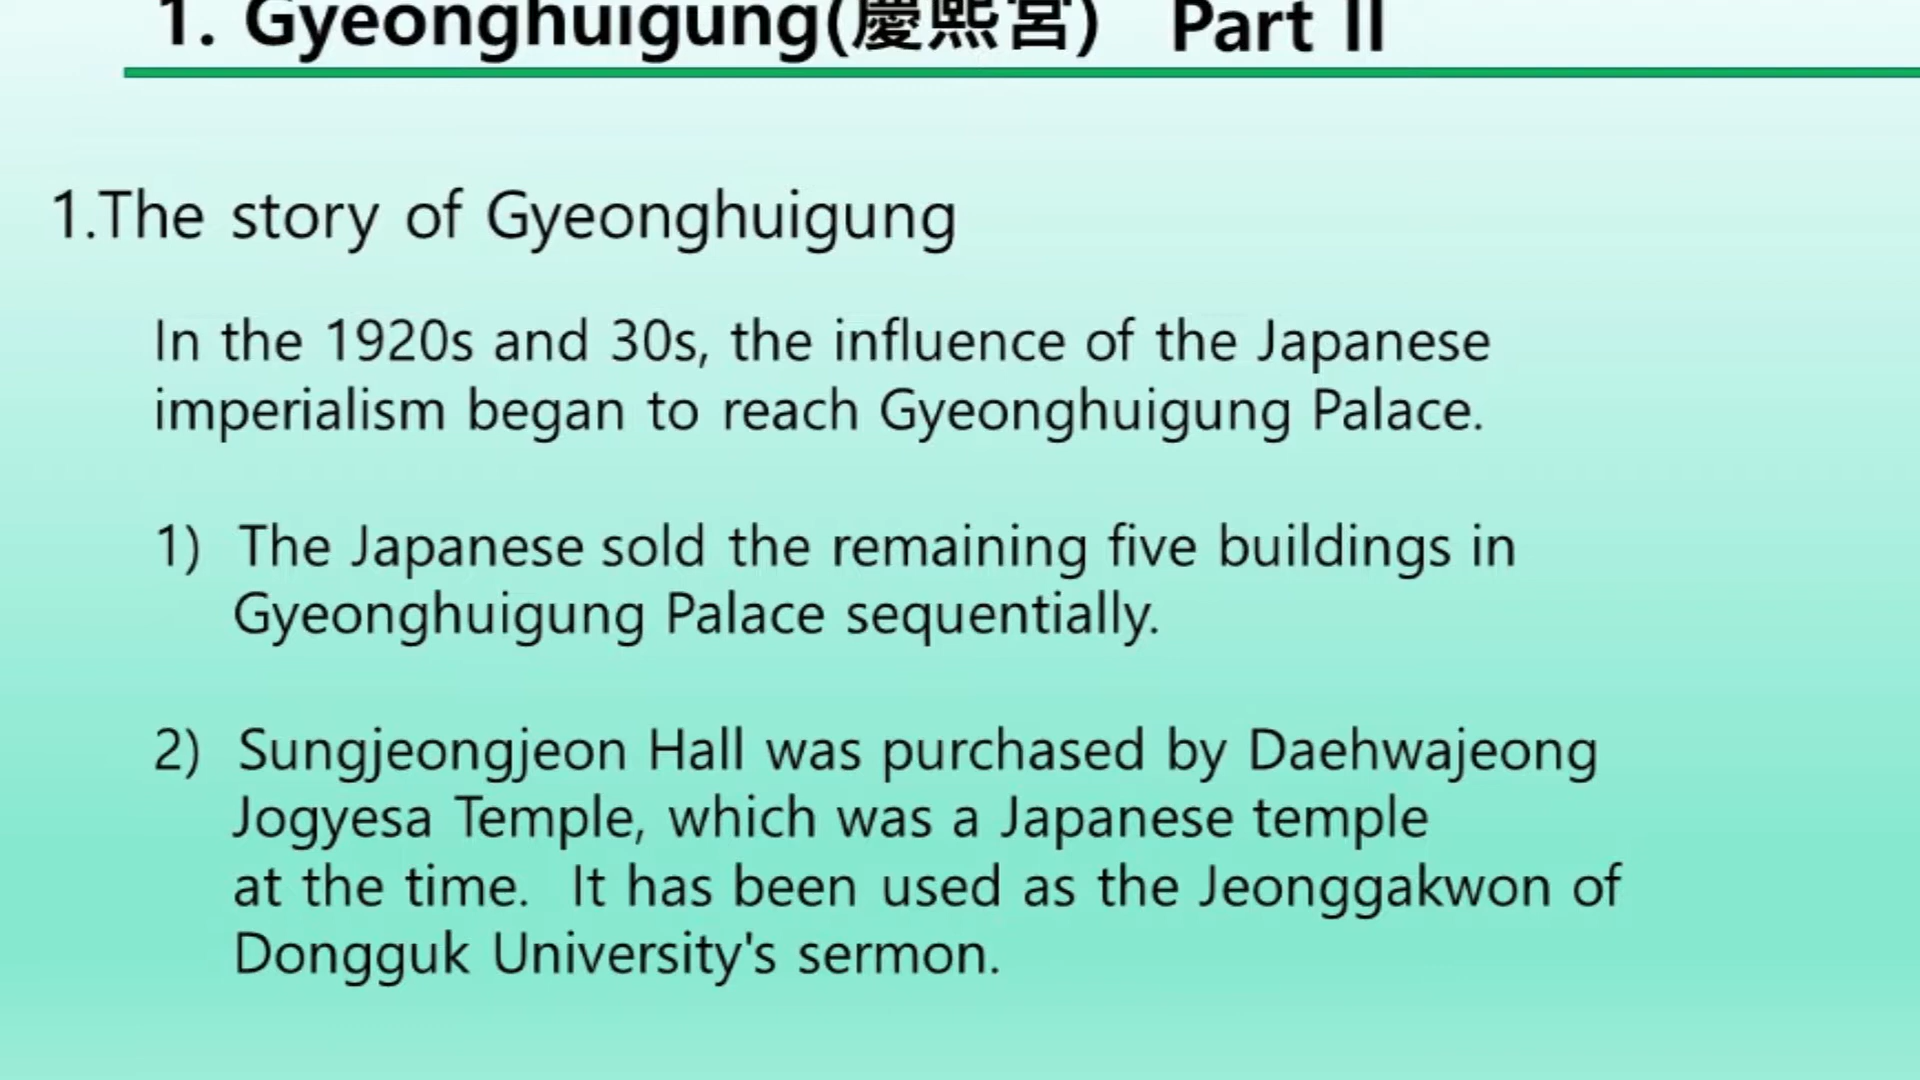 1. Gyeonghuigung(慶熙宮) Part II
1.The story of Gyeonghuigung
In the 1920s and 30s, the influence of the Japanese
imperialism began to reach Gyeonghuigung Palace.
1) The Japanese sold the remaining five buildings in
Gyeonghuigung Palace sequentially.
2) Sungjeongjeon Hall was purchased by Daehwajeong
Jogyesa Temple, which was a Japanese temple
at the time. It has been used as the Jeonggakwon of
Dongguk University's sermon.